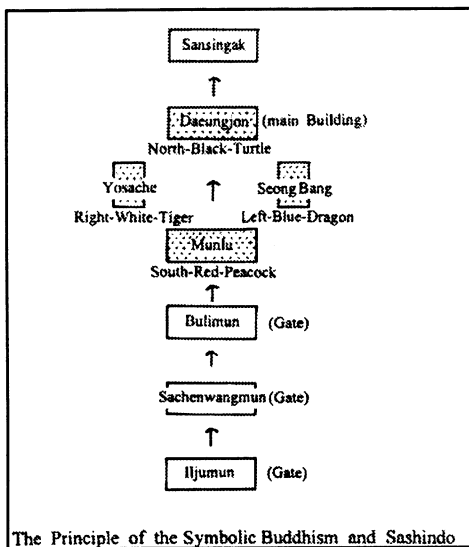 Sansingak
Daeungjon (main Building)
North-Black-Turtle
Yosache Seong Bang
Right-White-Tiger Left-Blue-Dragon
Munlu
South-Red-Peacock
Bulimun (Gate)
Sachenwangmun (Gate)
Iljumun (Gate)
The Principle of the Symbolic Buddhism and Sashindo